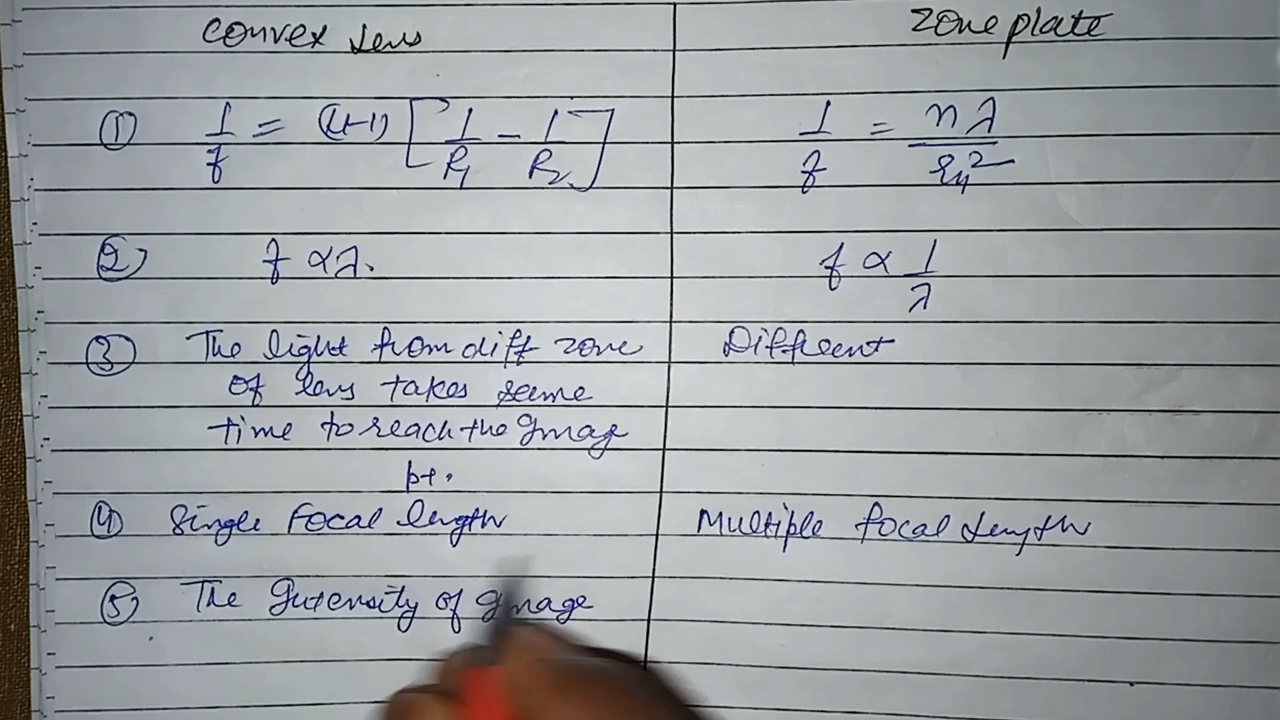 convex Lens
Zone plate
① 1/f = (μ-1) [1/R₁ - 1/R₂]
1/f = nλ/rₙ²
② f ∝ λ.
f ∝ 1/λ
③ The light from diff zone
of lens takes same
time to reach the Image
pt.
Different
④ Single Focal length
Multiple focal Length
⑤ The Intensity of Image